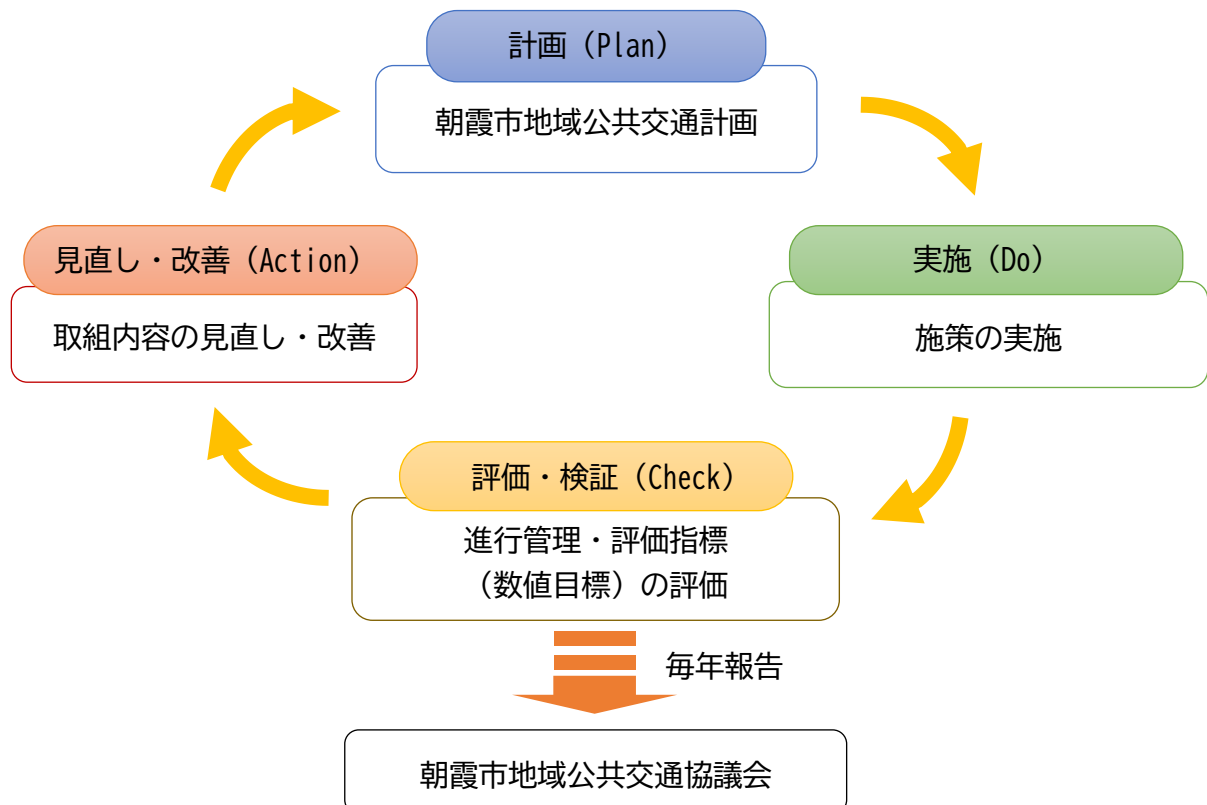 計画（Plan）
朝霞市地域公共交通計画
見直し・改善（Action）
取組内容の見直し・改善
実施（Do）
施策の実施
評価・検証（Check）
進行管理・評価指標
（数値目標）の評価
毎年報告
朝霞市地域公共交通協議会